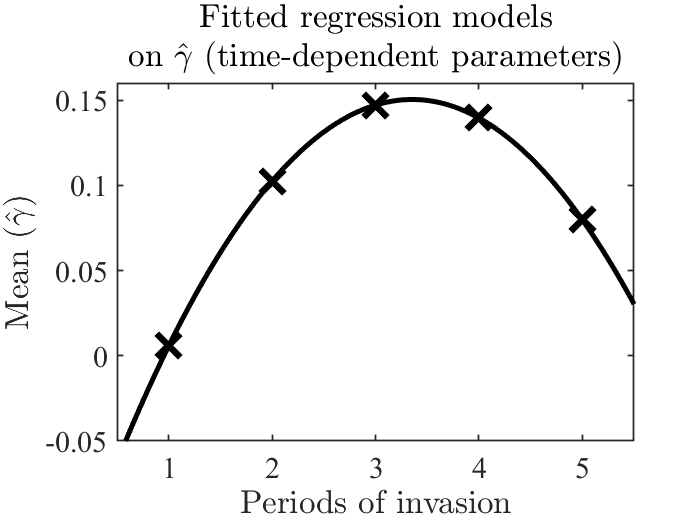 Fitted regression models
on γ̂ (time-dependent parameters)
0.15
0.1
0.05
0
-0.05
Mean (γ̂)
1 2 3 4 5
Periods of invasion